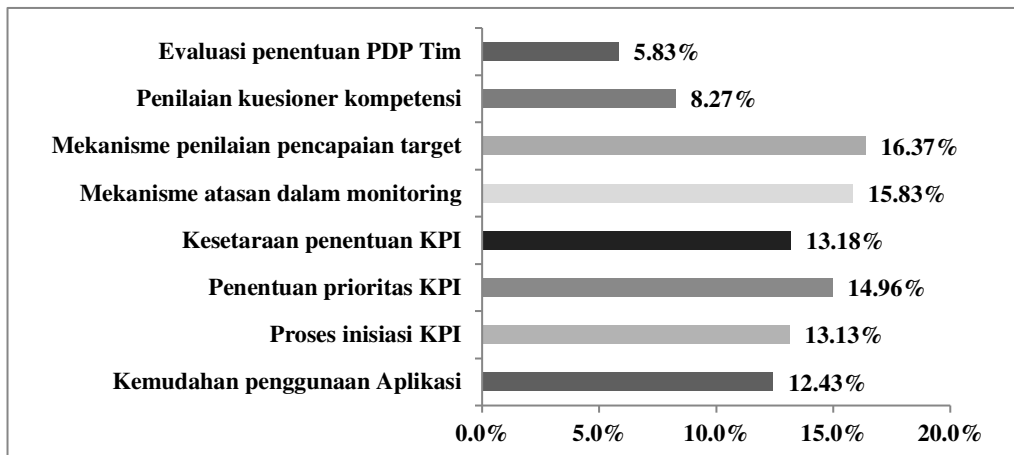 Evaluasi penentuan PDP Tim 5.83%
Penilaian kuesioner kompetensi 8.27%
Mekanisme penilaian pencapaian target 16.37%
Mekanisme atasan dalam monitoring 15.83%
Kesetaraan penentuan KPI 13.18%
Penentuan prioritas KPI 14.96%
Proses inisiasi KPI 13.13%
Kemudahan penggunaan Aplikasi 12.43%
0.0% 5.0% 10.0% 15.0% 20.0%